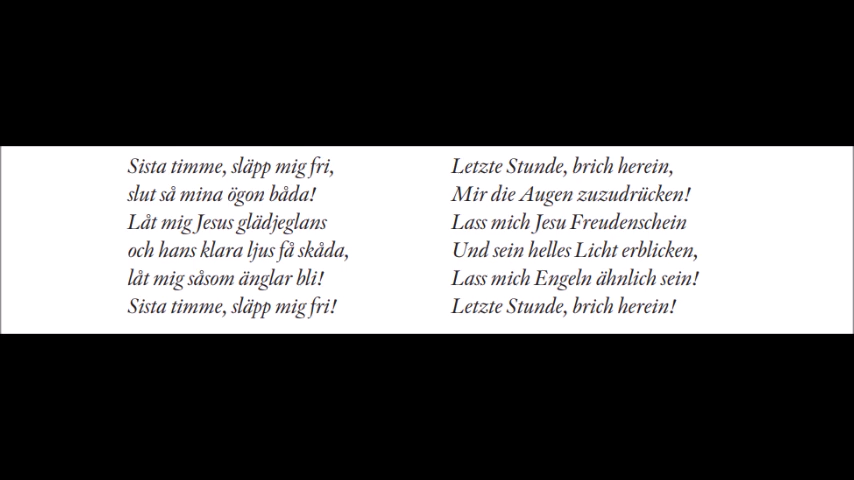 Sista timme, släpp mig fri,
slut så mina ögon båda!
Låt mig Jesus glädjeglans
och hans klara ljus få skåda,
låt mig såsom änglar bli!
Sista timme, släpp mig fri!
Letzte Stunde, brich herein,
Mir die Augen zuzudrücken!
Lass mich Jesu Freudenschein
Und sein helles Licht erblicken,
Lass mich Engeln ähnlich sein!
Letzte Stunde, brich herein!